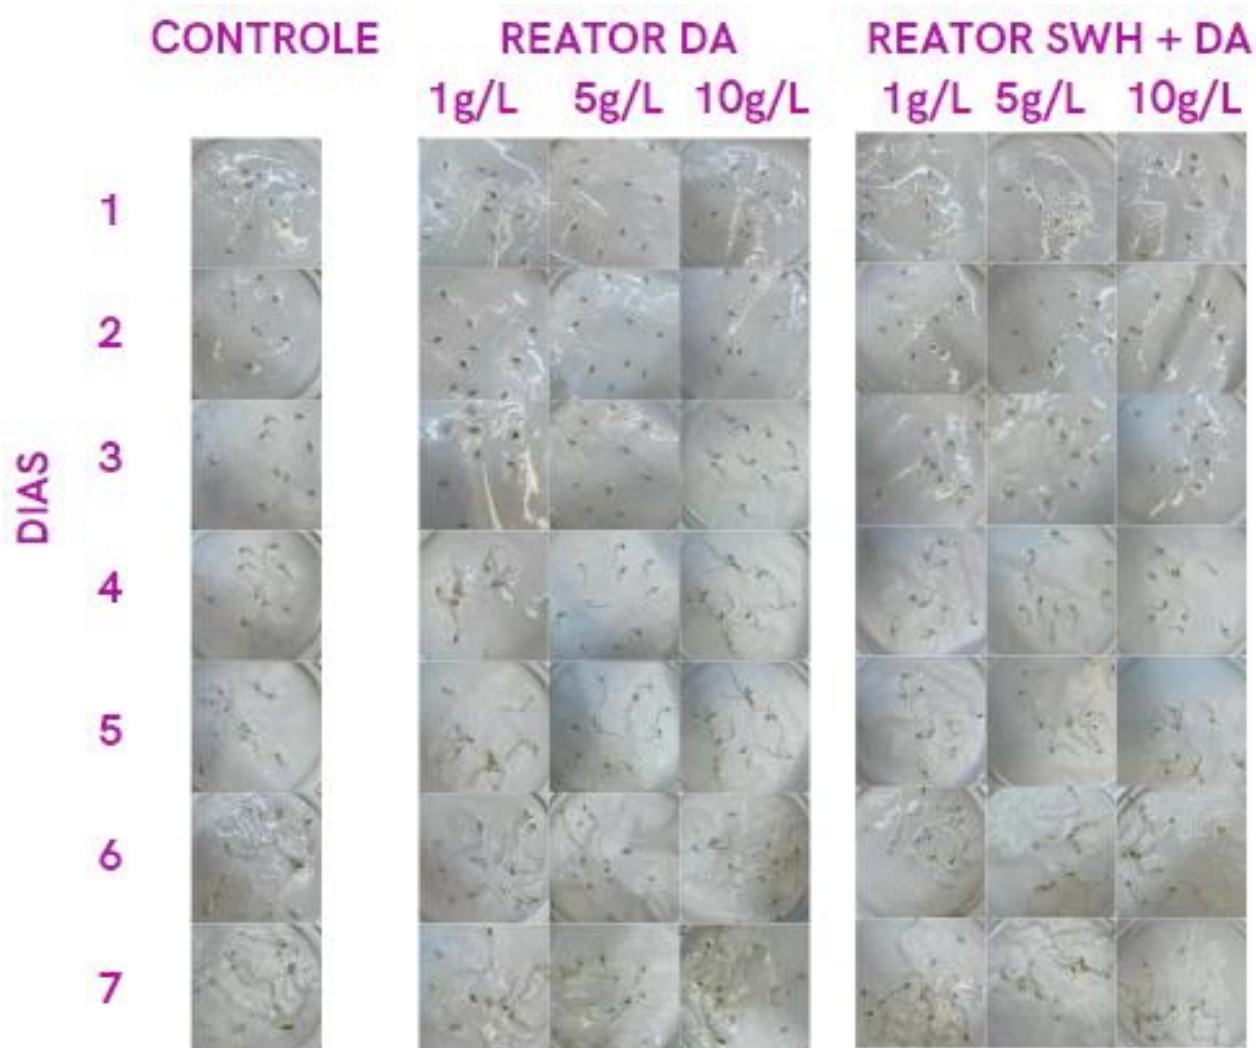 CONTROLE REATOR DA REATOR SWH + DA
1g/L 5g/L 10g/L 1g/L 5g/L 10g/L
DIAS
1
2
3
4
5
6
7